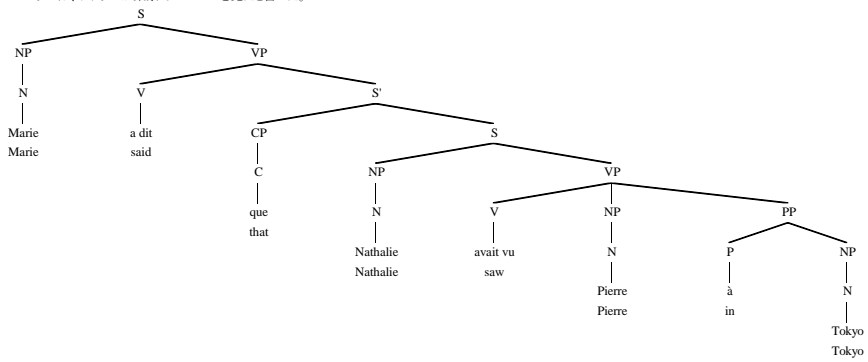 S
NP VP
N V S'
Marie a dit CP S
Marie said
C NP VP
que N V NP PP
that
Nathalie avait vu N P NP
Nathalie saw
Pierre à N
Pierre in
Tokyo
Tokyo